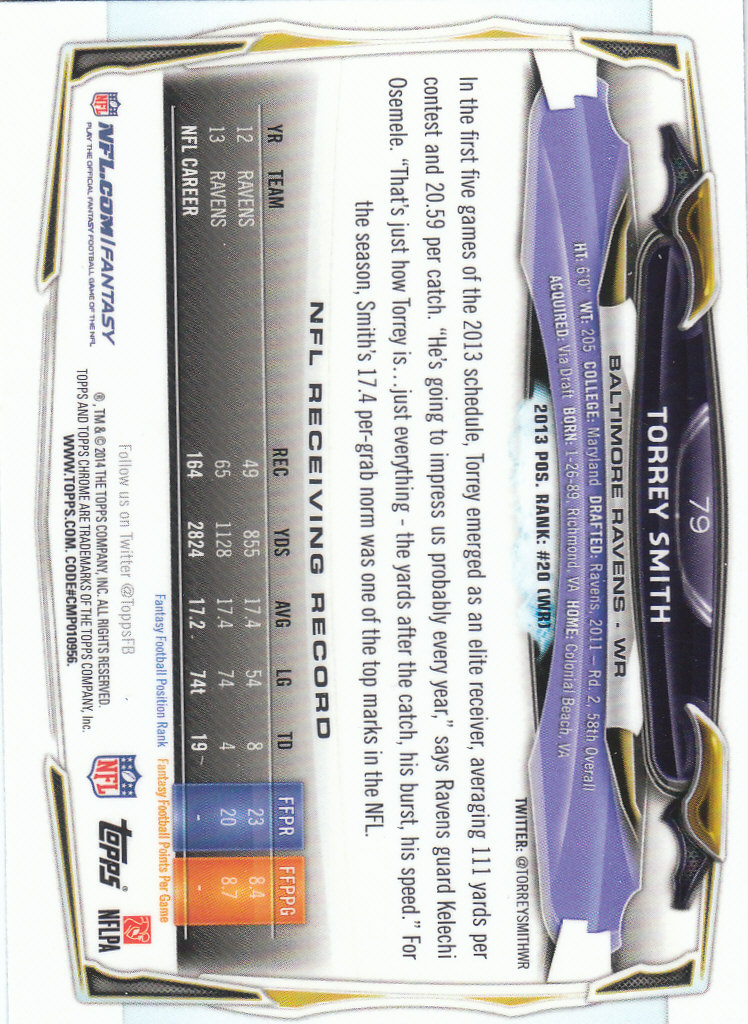 79
TORREY SMITH
BALTIMORE RAVENS • WR
HT: 6'0" WT: 205 COLLEGE: Maryland DRAFTED: Ravens, 2011 – Rd. 2, 58th Overall
ACQUIRED: Via Draft BORN: 1-26-89, Richmond, VA HOME: Colonial Beach, VA
2013 POS. RANK: #20 (WR)
TWITTER: @TORREYSMITHWR
In the first five games of the 2013 schedule, Torrey emerged as an elite receiver, averaging 111 yards per
contest and 20.59 per catch. "He's going to impress us probably every year," says Ravens guard Kelechi
Osemele. "That's just how Torrey is...just everything - the yards after the catch, his burst, his speed." For
the season, Smith's 17.4 per-grab norm was one of the top marks in the NFL.
NFL RECEIVING RECORD
YR TEAM REC YDS AVG LG TD FFPR FFPPG
12 RAVENS 49 855 17.4 54 8 23 8.4
13 RAVENS 65 1128 17.4 74 4 20 8.7
NFL CAREER 164 2824 17.2 74t 19 - -
Fantasy Football Position Rank Fantasy Football Points Per Game
NFL NFL.COM/FANTASY
PLAY THE OFFICIAL FANTASY FOOTBALL GAME OF THE NFL
Follow us on Twitter @ToppsFB
®, TM & © 2014 THE TOPPS COMPANY, INC. ALL RIGHTS RESERVED.
TOPPS AND TOPPS CHROME ARE TRADEMARKS OF THE TOPPS COMPANY, Inc.
WWW.TOPPS.COM. CODE#CMP010956.
NFL
topps®
NFLPA